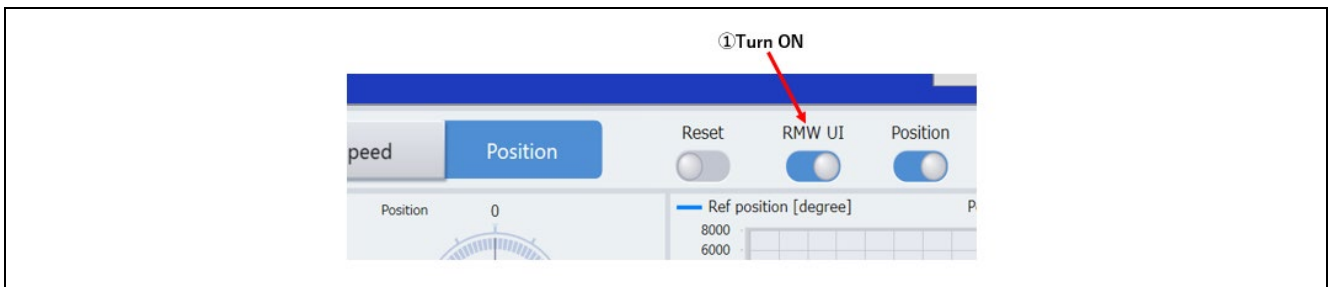 ①Turn ON
Reset RMW UI Position
peed Position
Position 0
Ref position [degree] P
8000
6000